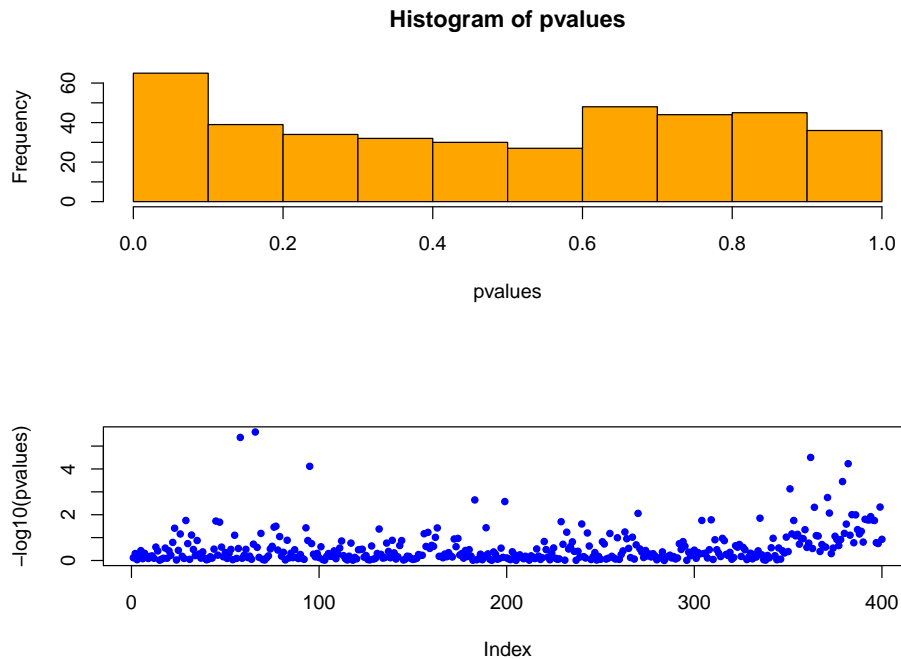 Histogram of pvalues
Frequency
0 20 40 60
0.0 0.2 0.4 0.6 0.8 1.0
pvalues
−log10(pvalues)
0 2 4
0 100 200 300 400
Index